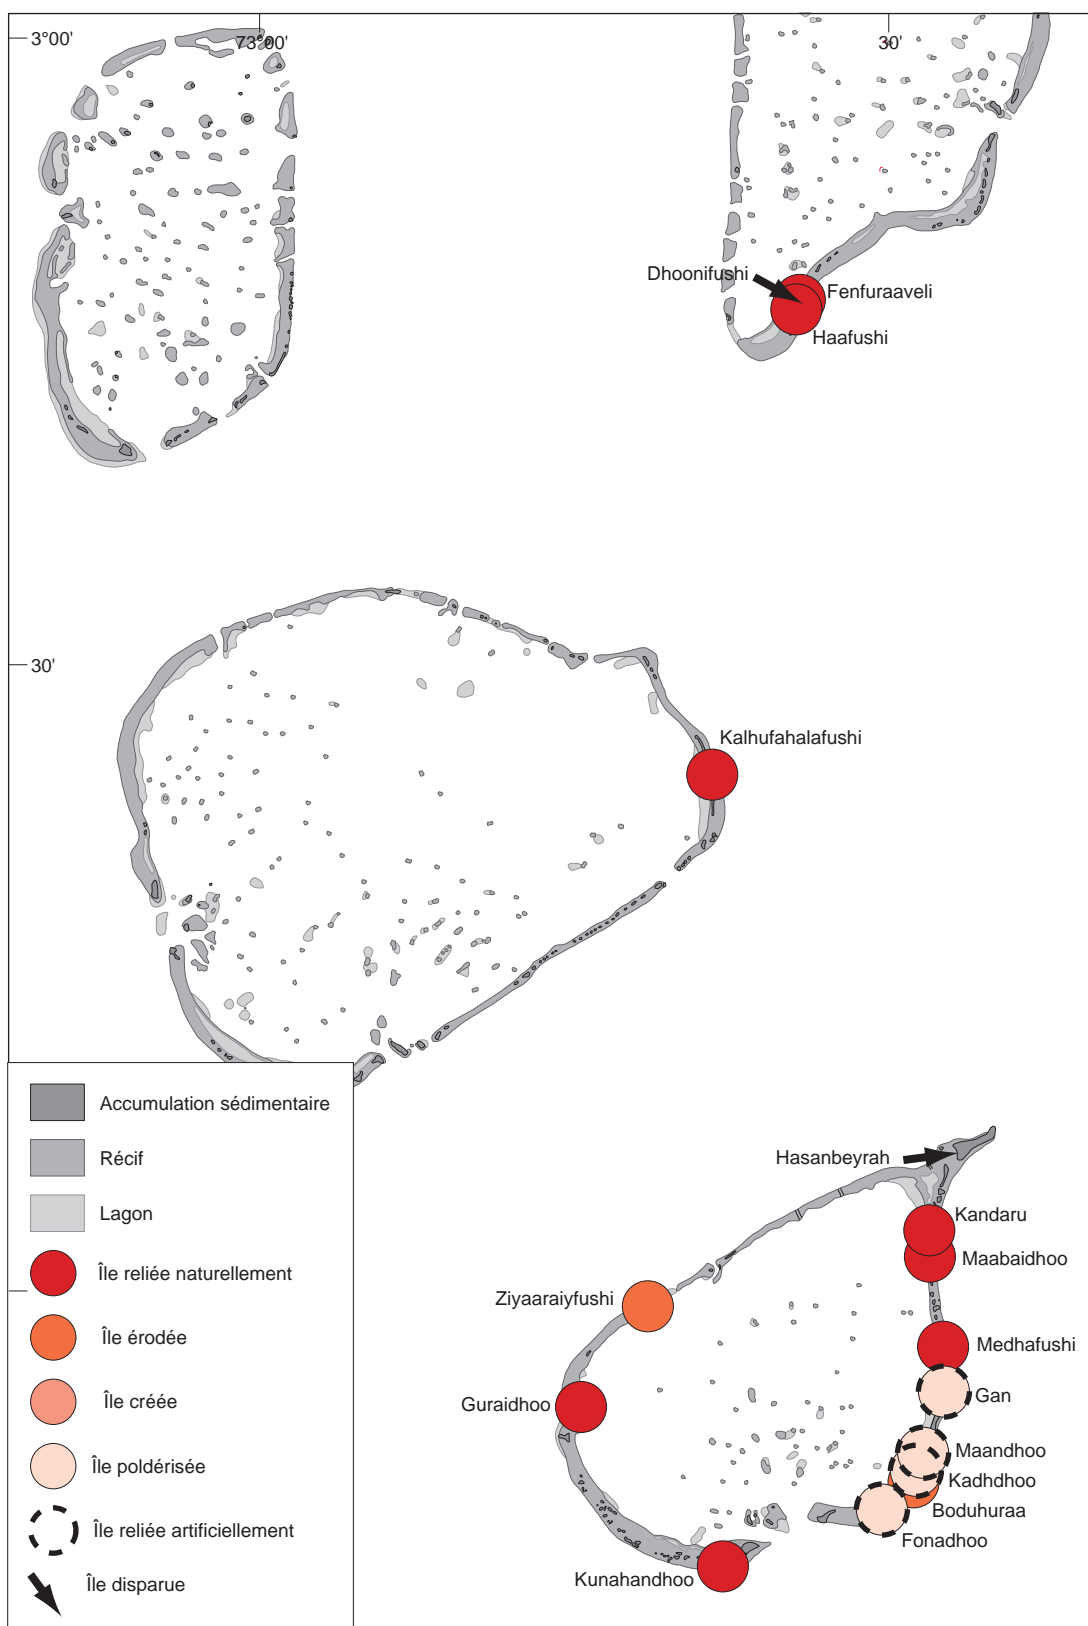 3°00'
73°00'
30'
Dhoonifushi
Fenfuraaveli
Haafushi
30'
Kalhufahalafushi
Accumulation sédimentaire
Récif
Lagon
Île reliée naturellement
Île érodée
Île créée
Île poldérisée
Île reliée artificiellement
Île disparue
Hasanbeyrah
Kandaru
Maabaidhoo
Ziyaaraiyfushi
Medhafushi
Gan
Guraidhoo
Maandhoo
Kadhdhoo
Boduhuraa
Fonadhoo
Kunahandhoo